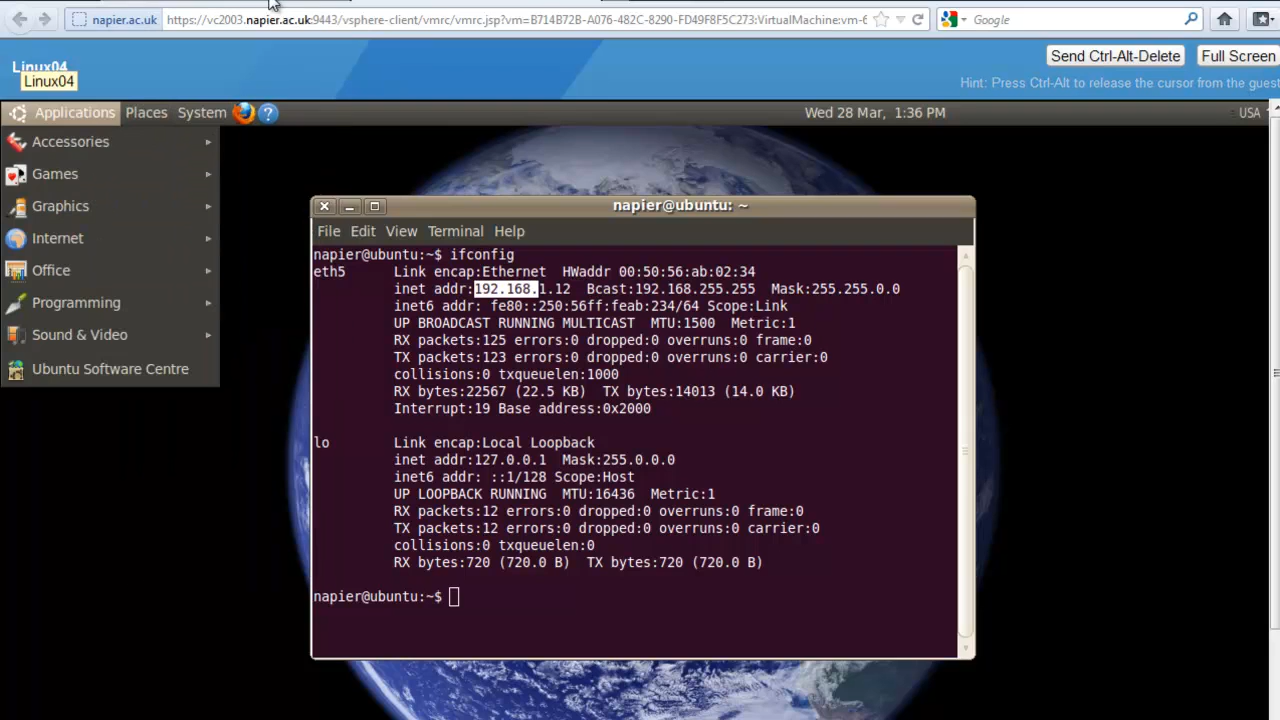 napier.ac.uk https://vc2003.napier.ac.uk:9443/vsphere-client/vmrc/vmrc.jsp?vm=B714B72B-A076-482C-8290-FD49F8F5C273:VirtualMachine:vm-6 Google
Linux04 Send Ctrl-Alt-Delete Full Screen
Linux04 Hint: Press Ctrl-Alt to release the cursor from the guest
Applications Places System Wed 28 Mar, 1:36 PM USA
Accessories
Games
Graphics
Internet
Office
Programming
Sound & Video
Ubuntu Software Centre
napier@ubuntu: ~
File Edit View Terminal Help
napier@ubuntu:~$ ifconfig
eth5 Link encap:Ethernet HWaddr 00:50:56:ab:02:34
inet addr:192.168.1.12 Bcast:192.168.255.255 Mask:255.255.0.0
inet6 addr: fe80::250:56ff:feab:234/64 Scope:Link
UP BROADCAST RUNNING MULTICAST MTU:1500 Metric:1
RX packets:125 errors:0 dropped:0 overruns:0 frame:0
TX packets:123 errors:0 dropped:0 overruns:0 carrier:0
collisions:0 txqueuelen:1000
RX bytes:22567 (22.5 KB) TX bytes:14013 (14.0 KB)
Interrupt:19 Base address:0x2000
lo Link encap:Local Loopback
inet addr:127.0.0.1 Mask:255.0.0.0
inet6 addr: ::1/128 Scope:Host
UP LOOPBACK RUNNING MTU:16436 Metric:1
RX packets:12 errors:0 dropped:0 overruns:0 frame:0
TX packets:12 errors:0 dropped:0 overruns:0 carrier:0
collisions:0 txqueuelen:0
RX bytes:720 (720.0 B) TX bytes:720 (720.0 B)
napier@ubuntu:~$